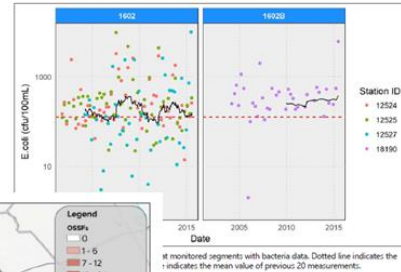 1602
1602B
E.coli (cfu/100mL)
1000
10
2015
2005
2010
2015
Date
Station ID
12524
12525
12527
18190
Legend
OSSFs
0
1 - 6
7 - 12
at monitored segments with bacteria data. Dotted line indicates the
e indicates the mean value of previous 20 measurements.